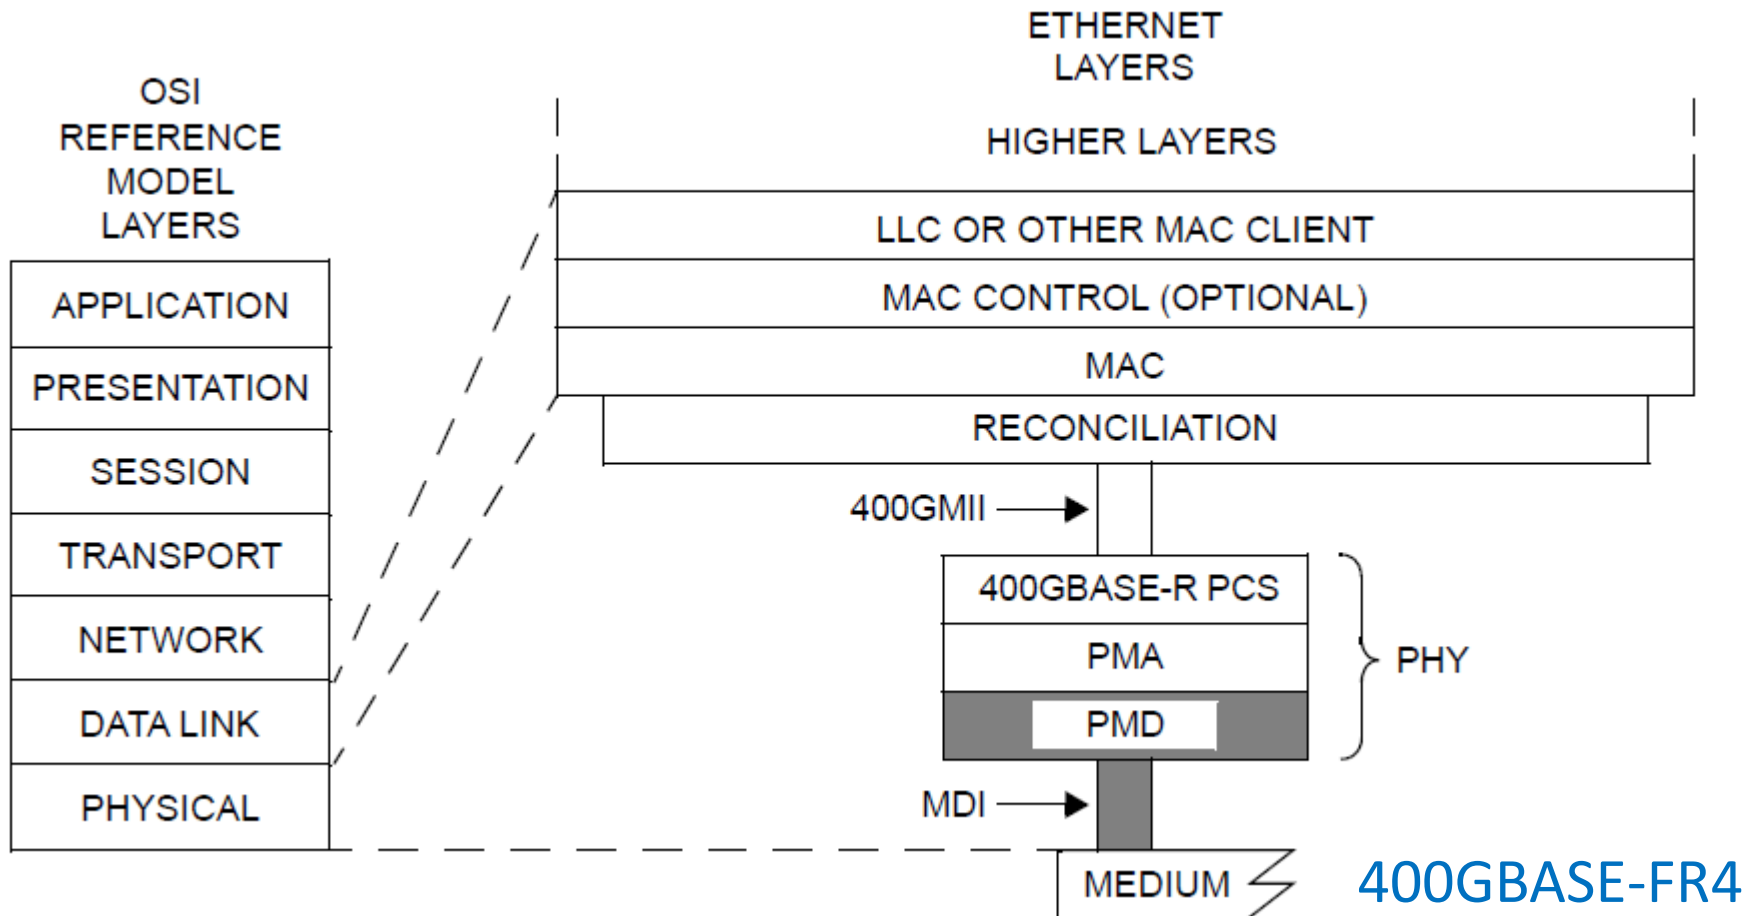 OSI
REFERENCE
MODEL
LAYERS
APPLICATION
PRESENTATION
SESSION
TRANSPORT
NETWORK
DATA LINK
PHYSICAL
ETHERNET
LAYERS
HIGHER LAYERS
LLC OR OTHER MAC CLIENT
MAC CONTROL (OPTIONAL)
MAC
RECONCILIATION
400GMII
400GBASE-R PCS
PMA
PMD
PHY
MDI
MEDIUM
400GBASE-FR4